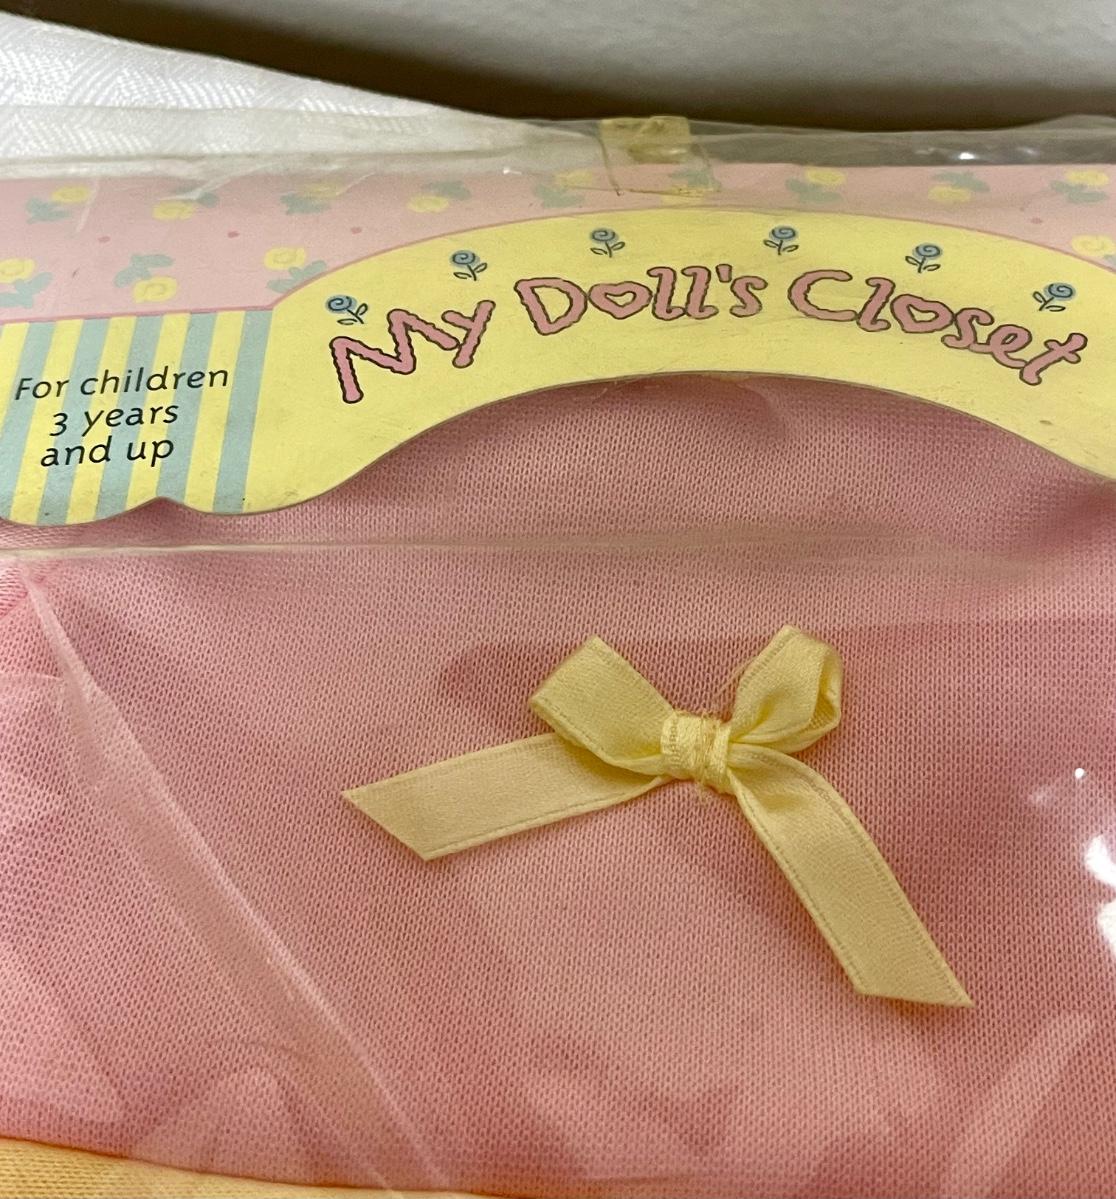 My Doll's Closet
For children
3 years
and up